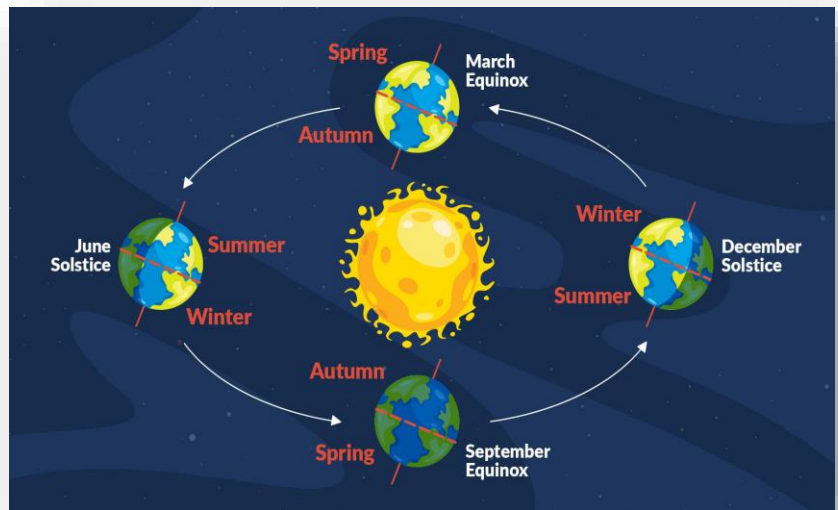 Spring
March
Equinox
Autumn
June
Solstice
Summer
Winter
Winter
December
Solstice
Summer
Autumn
Spring
September
Equinox